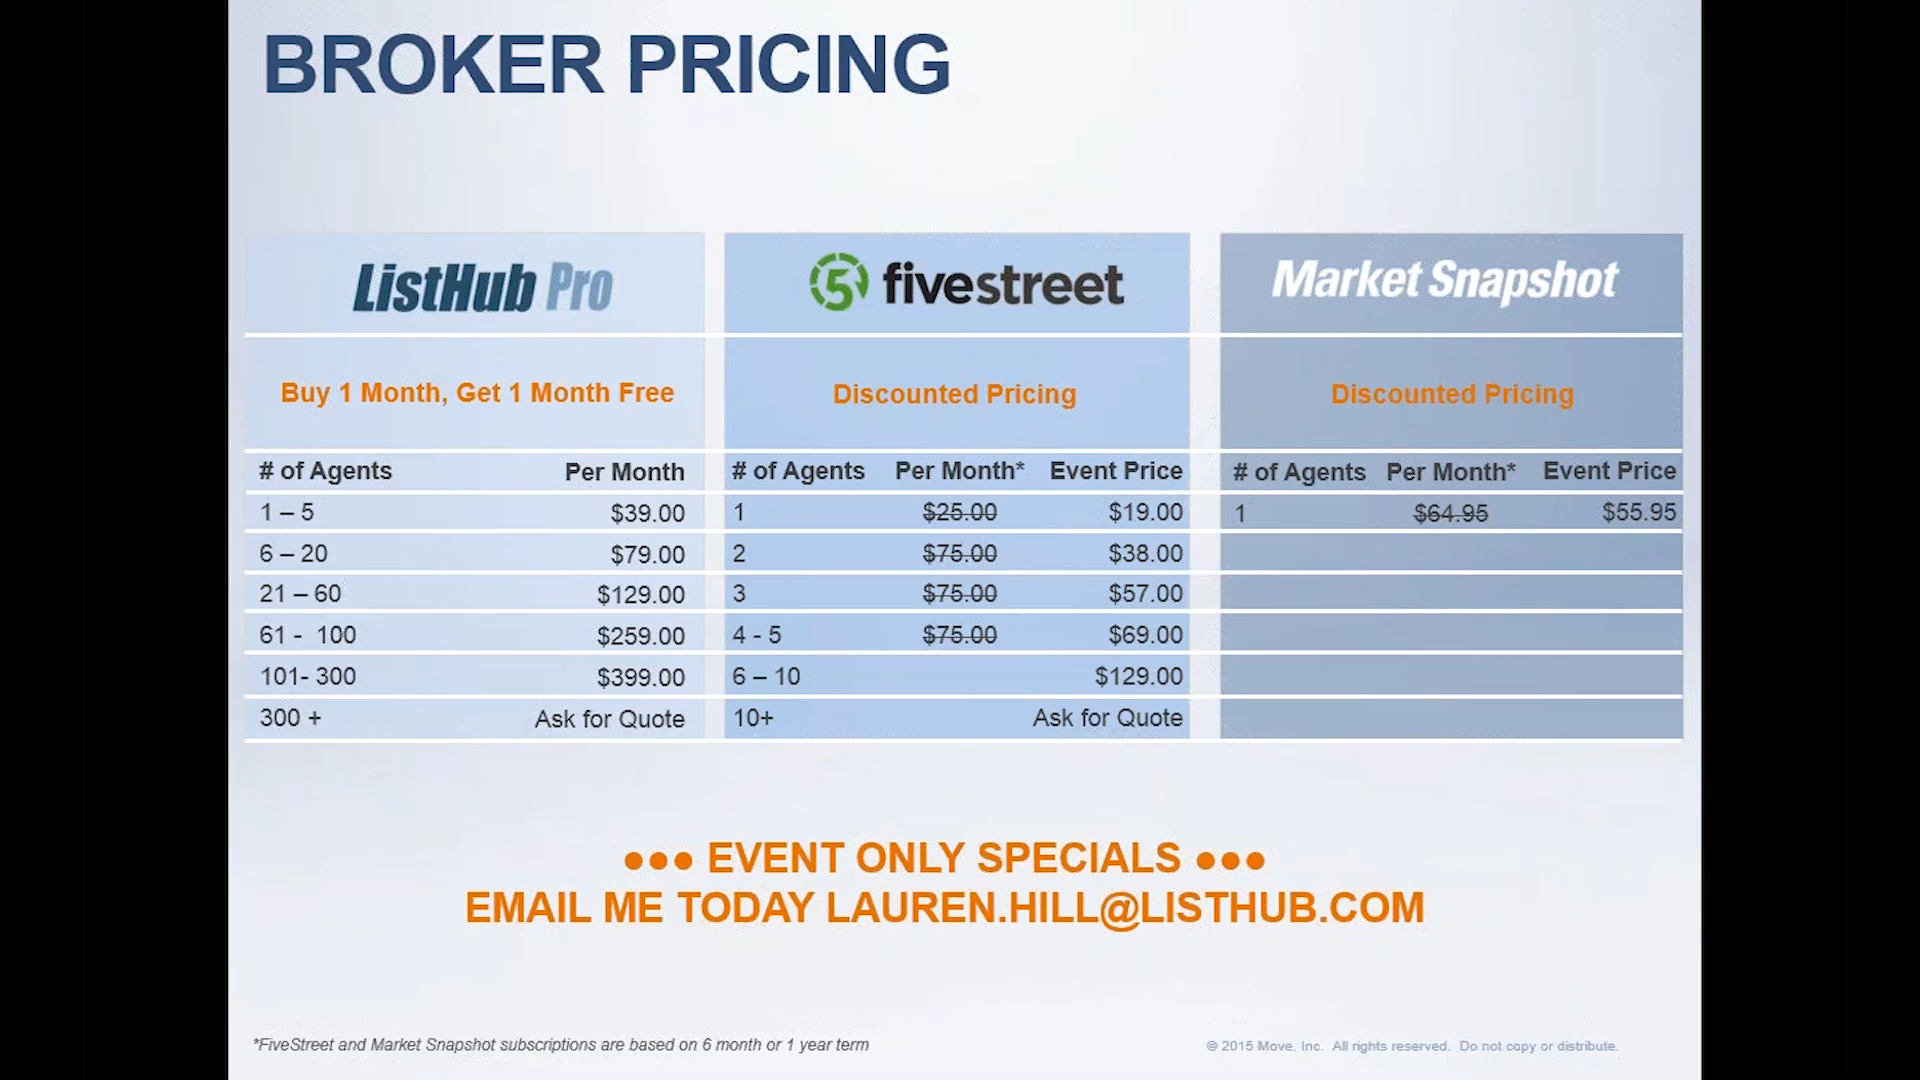 BROKER PRICING
ListHub Pro
Buy 1 Month, Get 1 Month Free
# of Agents Per Month
1 – 5 $39.00
6 – 20 $79.00
21 – 60 $129.00
61 - 100 $259.00
101- 300 $399.00
300 + Ask for Quote
5 fivestreet
Discounted Pricing
# of Agents Per Month* Event Price
1 $25.00 $19.00
2 $75.00 $38.00
3 $75.00 $57.00
4 - 5 $75.00 $69.00
6 – 10 $129.00
10+ Ask for Quote
Market Snapshot
Discounted Pricing
# of Agents Per Month* Event Price
1 $64.95 $55.95
●●● EVENT ONLY SPECIALS ●●●
EMAIL ME TODAY LAUREN.HILL@LISTHUB.COM
*FiveStreet and Market Snapshot subscriptions are based on 6 month or 1 year term
© 2015 Move, Inc. All rights reserved. Do not copy or distribute.